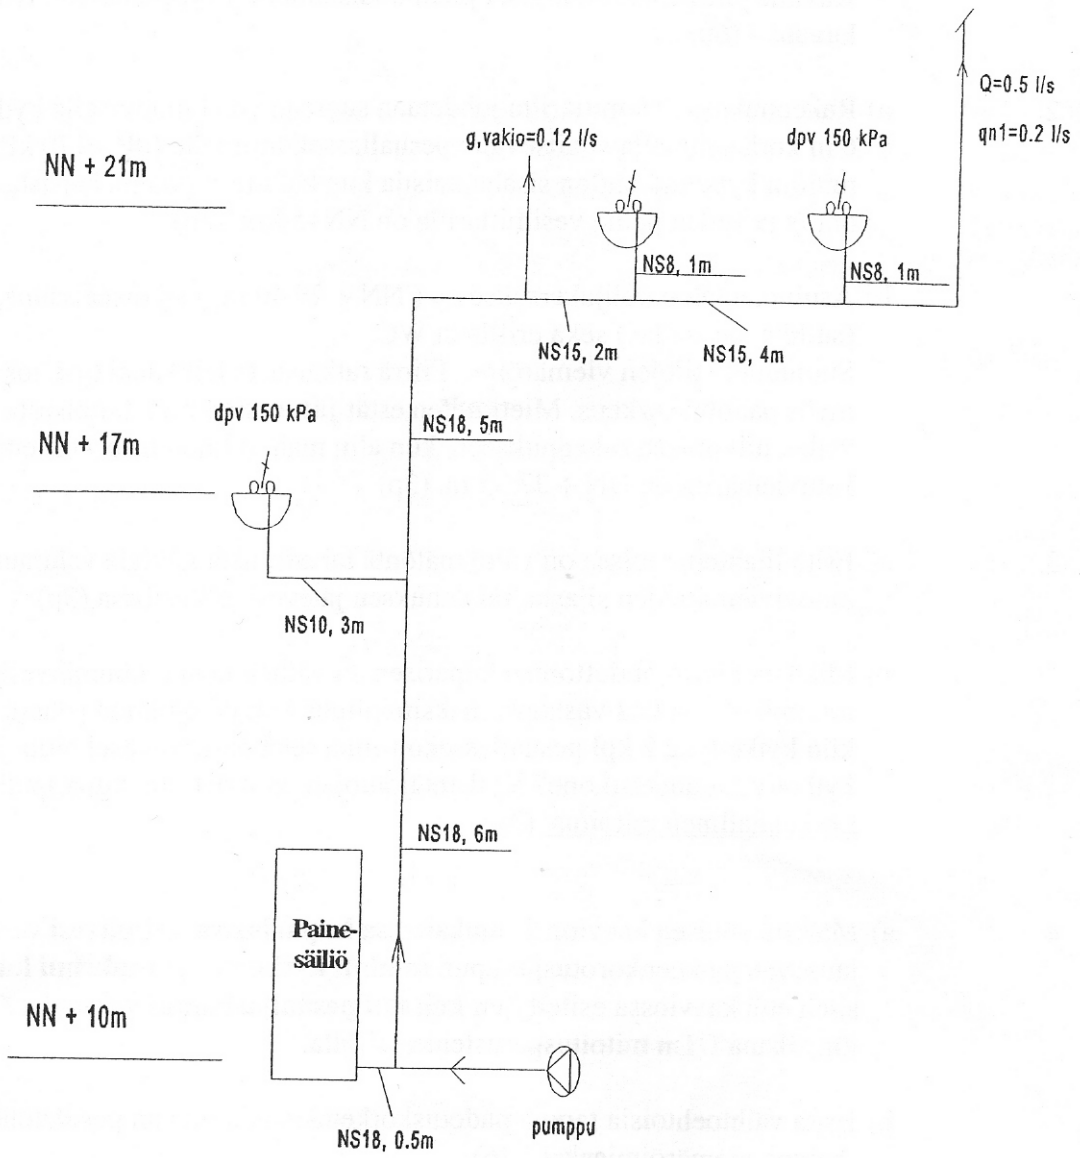 Q=0.5 l/s
g,vakio=0.12 l/s
dpv 150 kPa
qn1=0.2 l/s
NN + 21m
NS8, 1m
NS8, 1m
NS15, 2m
NS15, 4m
dpv 150 kPa
NS18, 5m
NN + 17m
NS10, 3m
NS18, 6m
Paine-
säiliö
NN + 10m
NS18, 0.5m
pumppu